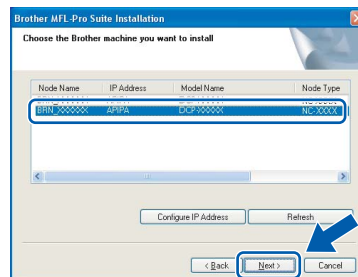 Brother MFL-Pro Suite Installation
Choose the Brother machine you want to install
Node Name IP Address Model Name Node Type
BRN_XXXXXX APIPA DCP-XXXXX NC-XXXX
Configure IP Address Refresh
< Back Next > Cancel